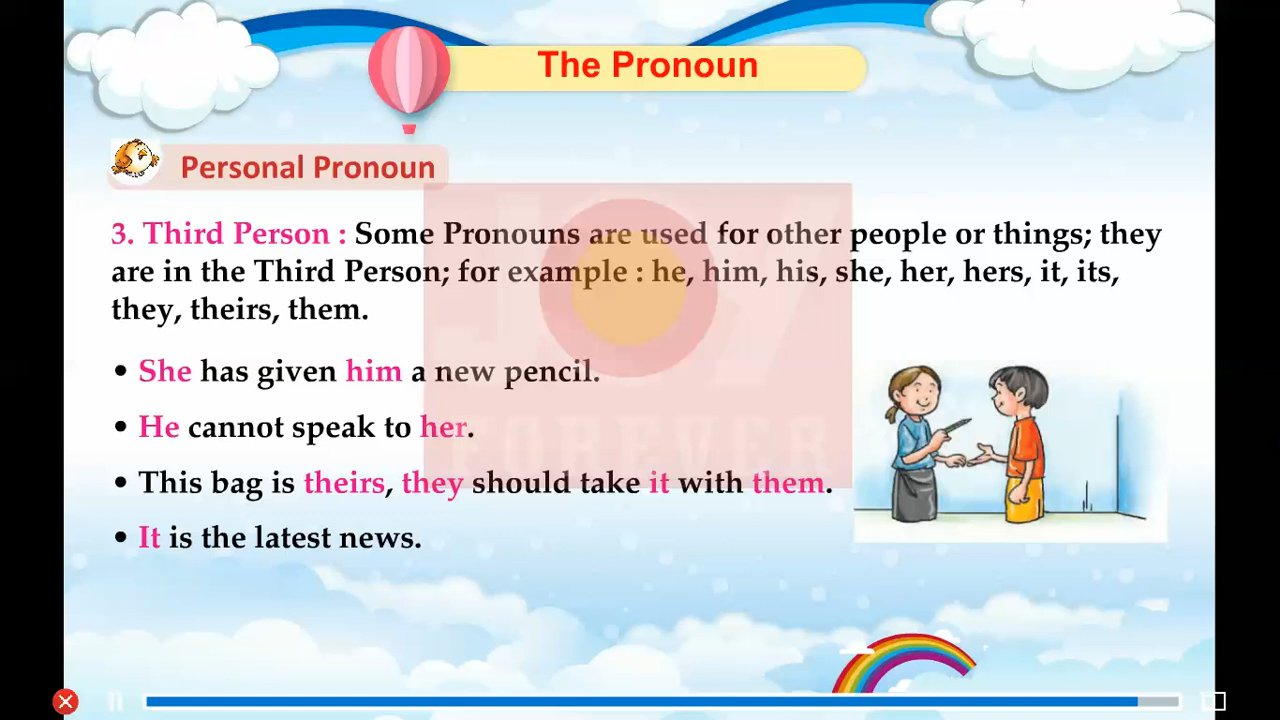 The Pronoun
Personal Pronoun
3. Third Person : Some Pronouns are used for other people or things; they
are in the Third Person; for example : he, him, his, she, her, hers, it, its,
they, theirs, them.
• She has given him a new pencil.
• He cannot speak to her.
• This bag is theirs, they should take it with them.
• It is the latest news.
JOY
FOREVER